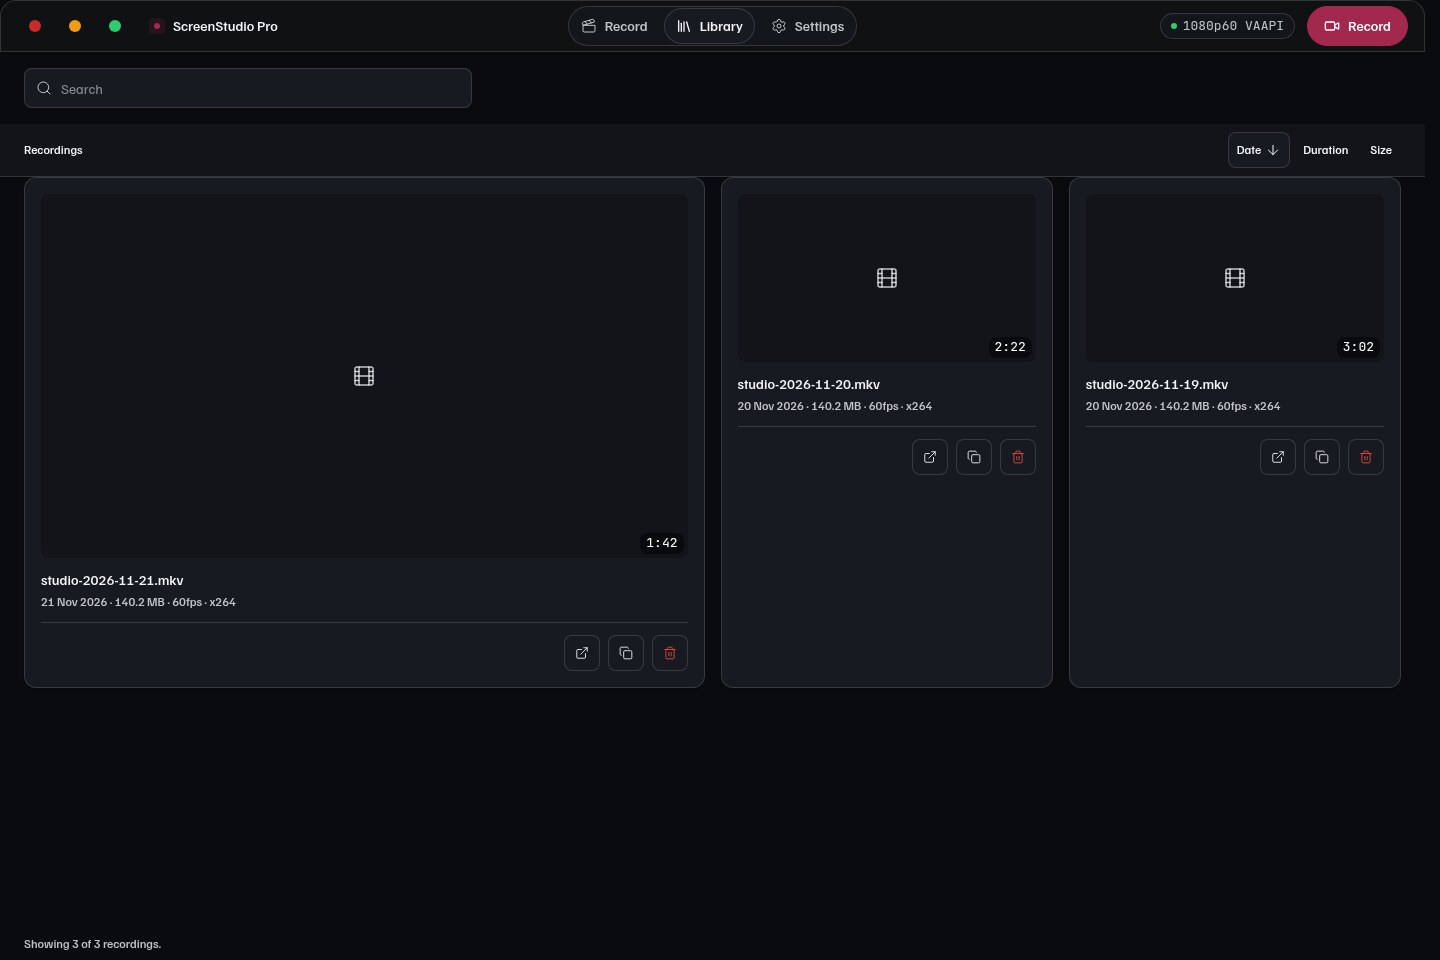 ScreenStudio Pro
Record
Library
Settings
1080p60 VAAPI
Record
Search
Recordings
Date
Duration
Size
1:42
studio-2026-11-21.mkv
21 Nov 2026 · 140.2 MB · 60fps · x264
2:22
studio-2026-11-20.mkv
20 Nov 2026 · 140.2 MB · 60fps · x264
3:02
studio-2026-11-19.mkv
20 Nov 2026 · 140.2 MB · 60fps · x264
Showing 3 of 3 recordings.